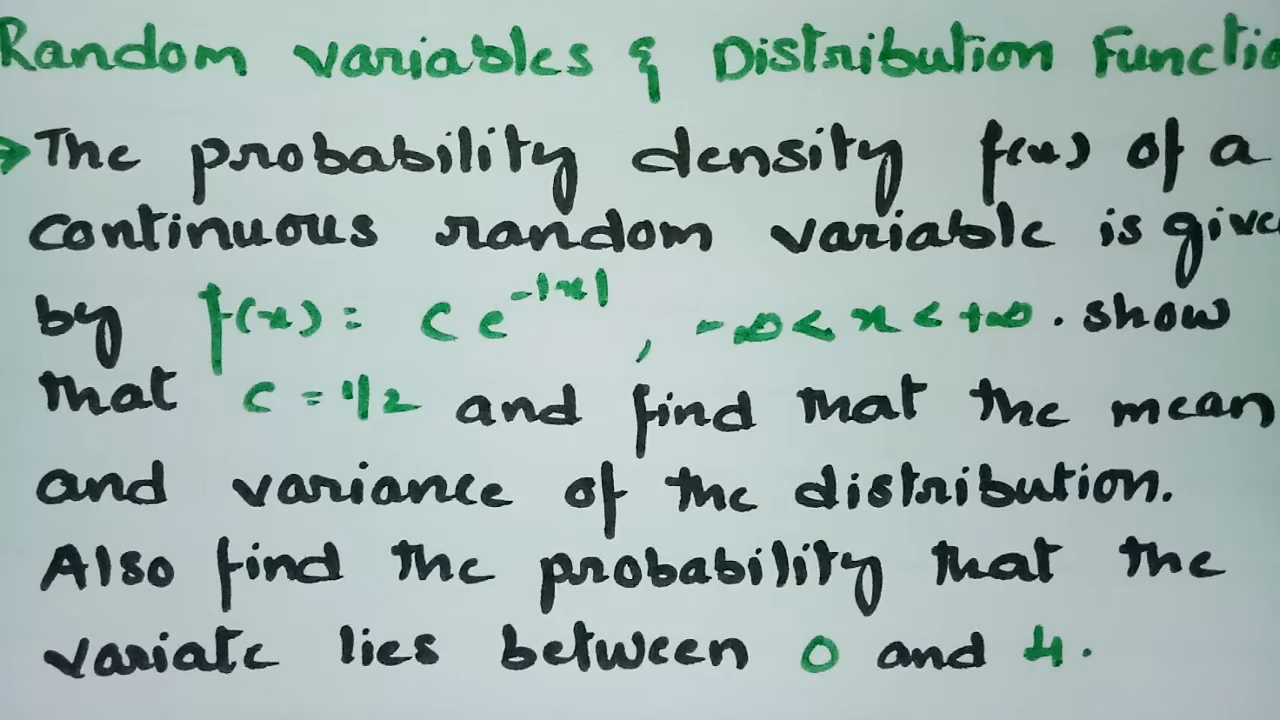 Random variables & Distribution Functio
→ The probability density f(x) of a
continuous random variable is give
by f(x) = c e^{-|x|}, -∞ < x < +∞. show
that c = 1/2 and find that the mean
and variance of the distribution.
Also find the probability that the
variate lies between 0 and 4.